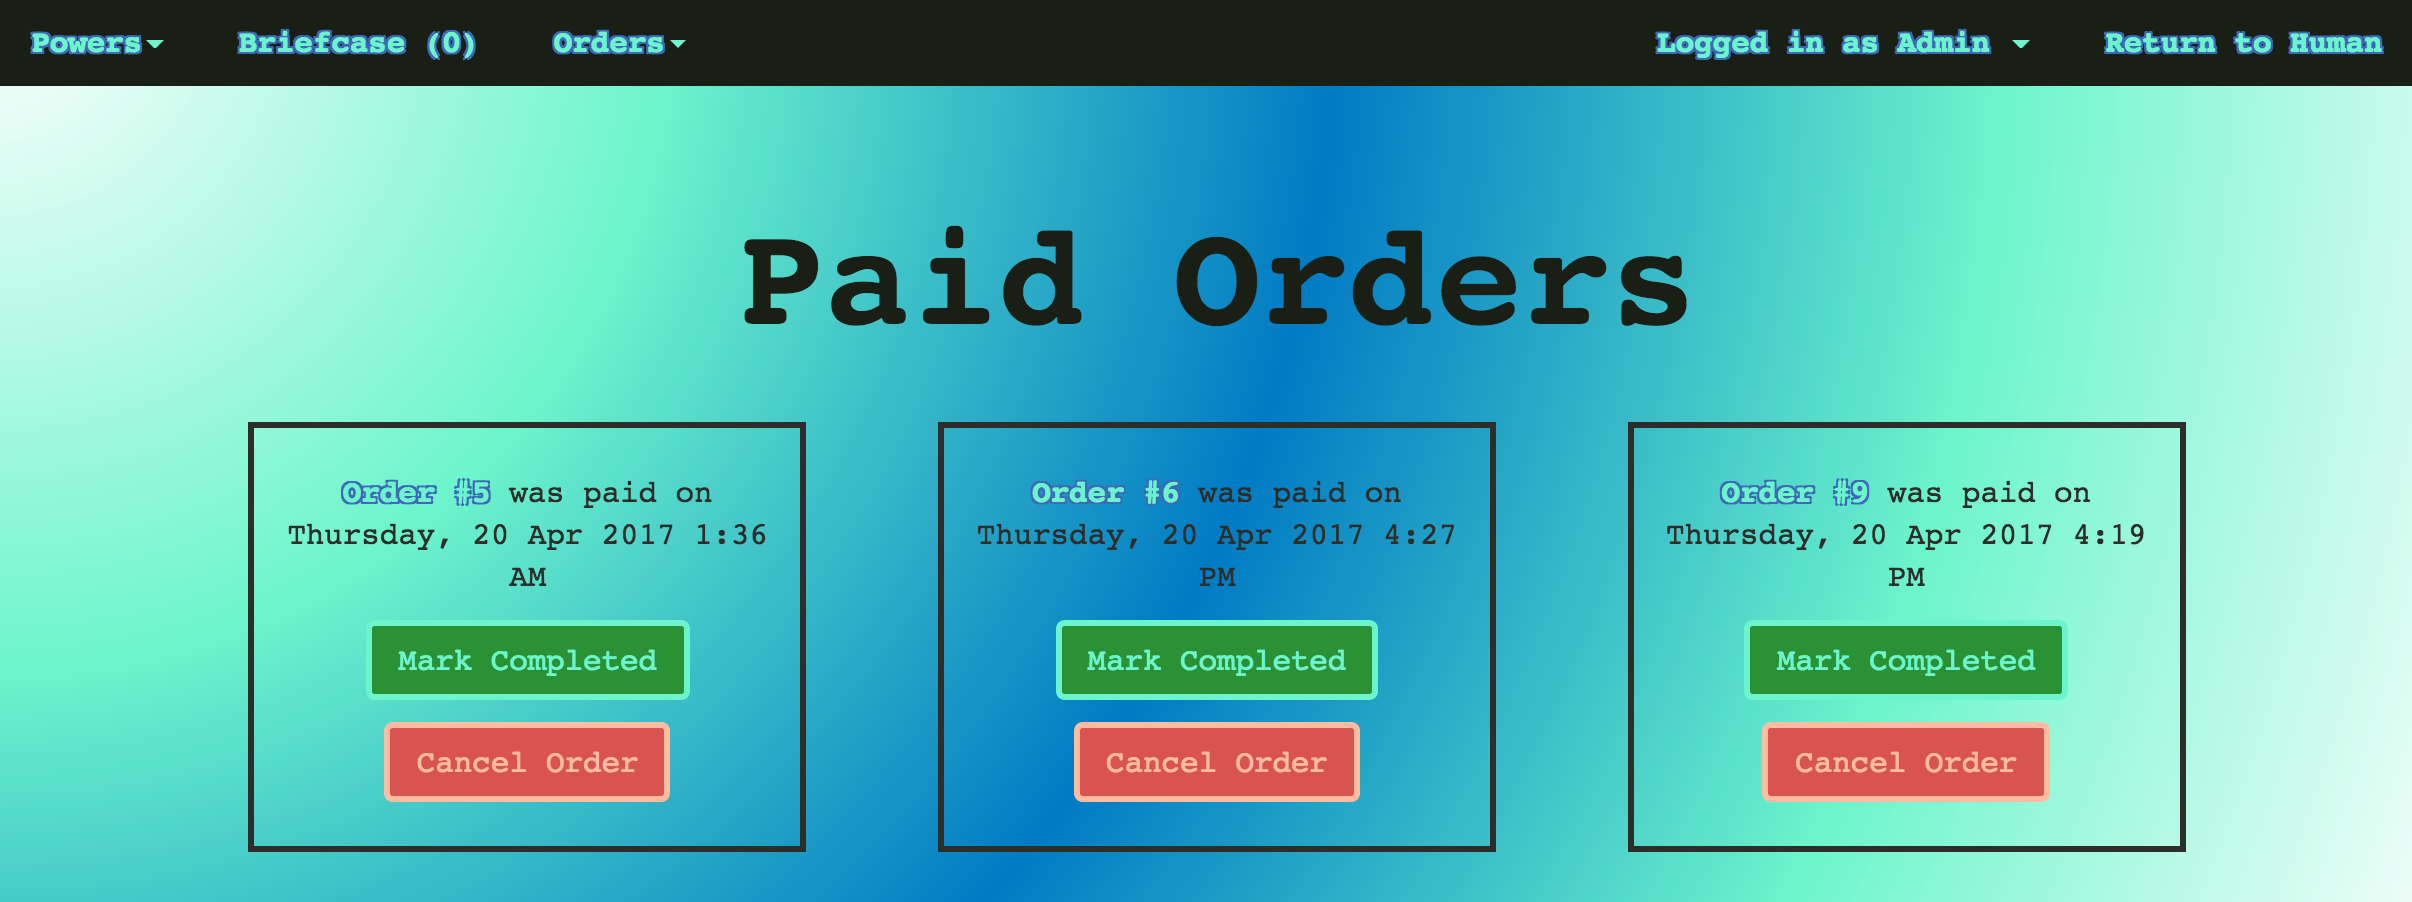 Powers Briefcase (0) Orders Logged in as Admin Return to Human
Paid Orders
Order #5 was paid on
Thursday, 20 Apr 2017 1:36
AM
Mark Completed
Cancel Order
Order #6 was paid on
Thursday, 20 Apr 2017 4:27
PM
Mark Completed
Cancel Order
Order #9 was paid on
Thursday, 20 Apr 2017 4:19
PM
Mark Completed
Cancel Order